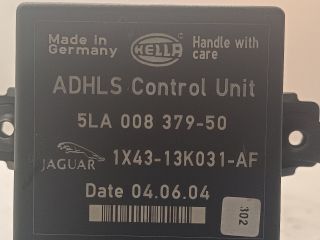 Made in HELLA Handle with
Germany care
ADHLS Control Unit
5LA 008 379-50
JAGUAR 1X43-13K031-AF
Date 04.06.04
302